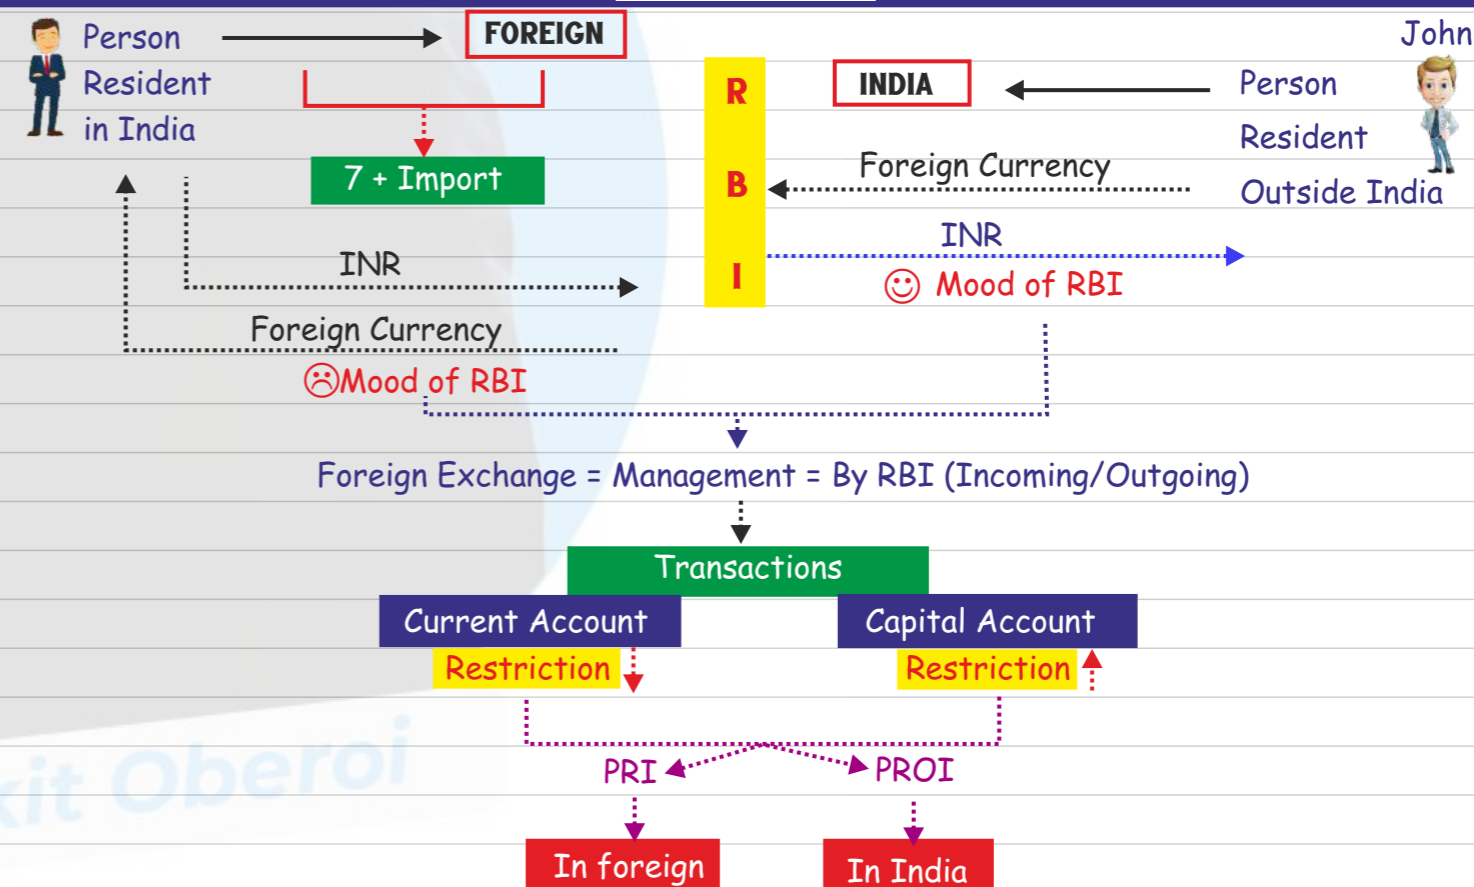 Person
Resident
in India
FOREIGN
7 + Import
INR
Foreign Currency
☹Mood of RBI
R
B
I
INDIA
John
Person
Resident
Outside India
Foreign Currency
INR
☺ Mood of RBI
Foreign Exchange = Management = By RBI (Incoming/Outgoing)
Transactions
Current Account
Capital Account
Restriction
Restriction
PRI
PROI
In foreign
In India
kit Oberoi